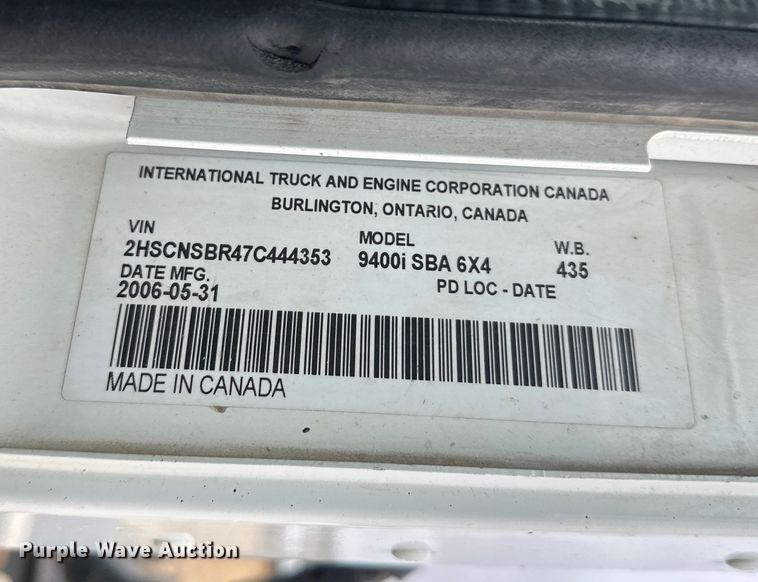 INTERNATIONAL TRUCK AND ENGINE CORPORATION CANADA
BURLINGTON, ONTARIO, CANADA
VIN MODEL W.B.
2HSCNSBR47C444353 9400i SBA 6X4 435
DATE MFG. PD LOC - DATE
2006-05-31
MADE IN CANADA
Purple Wave Auction